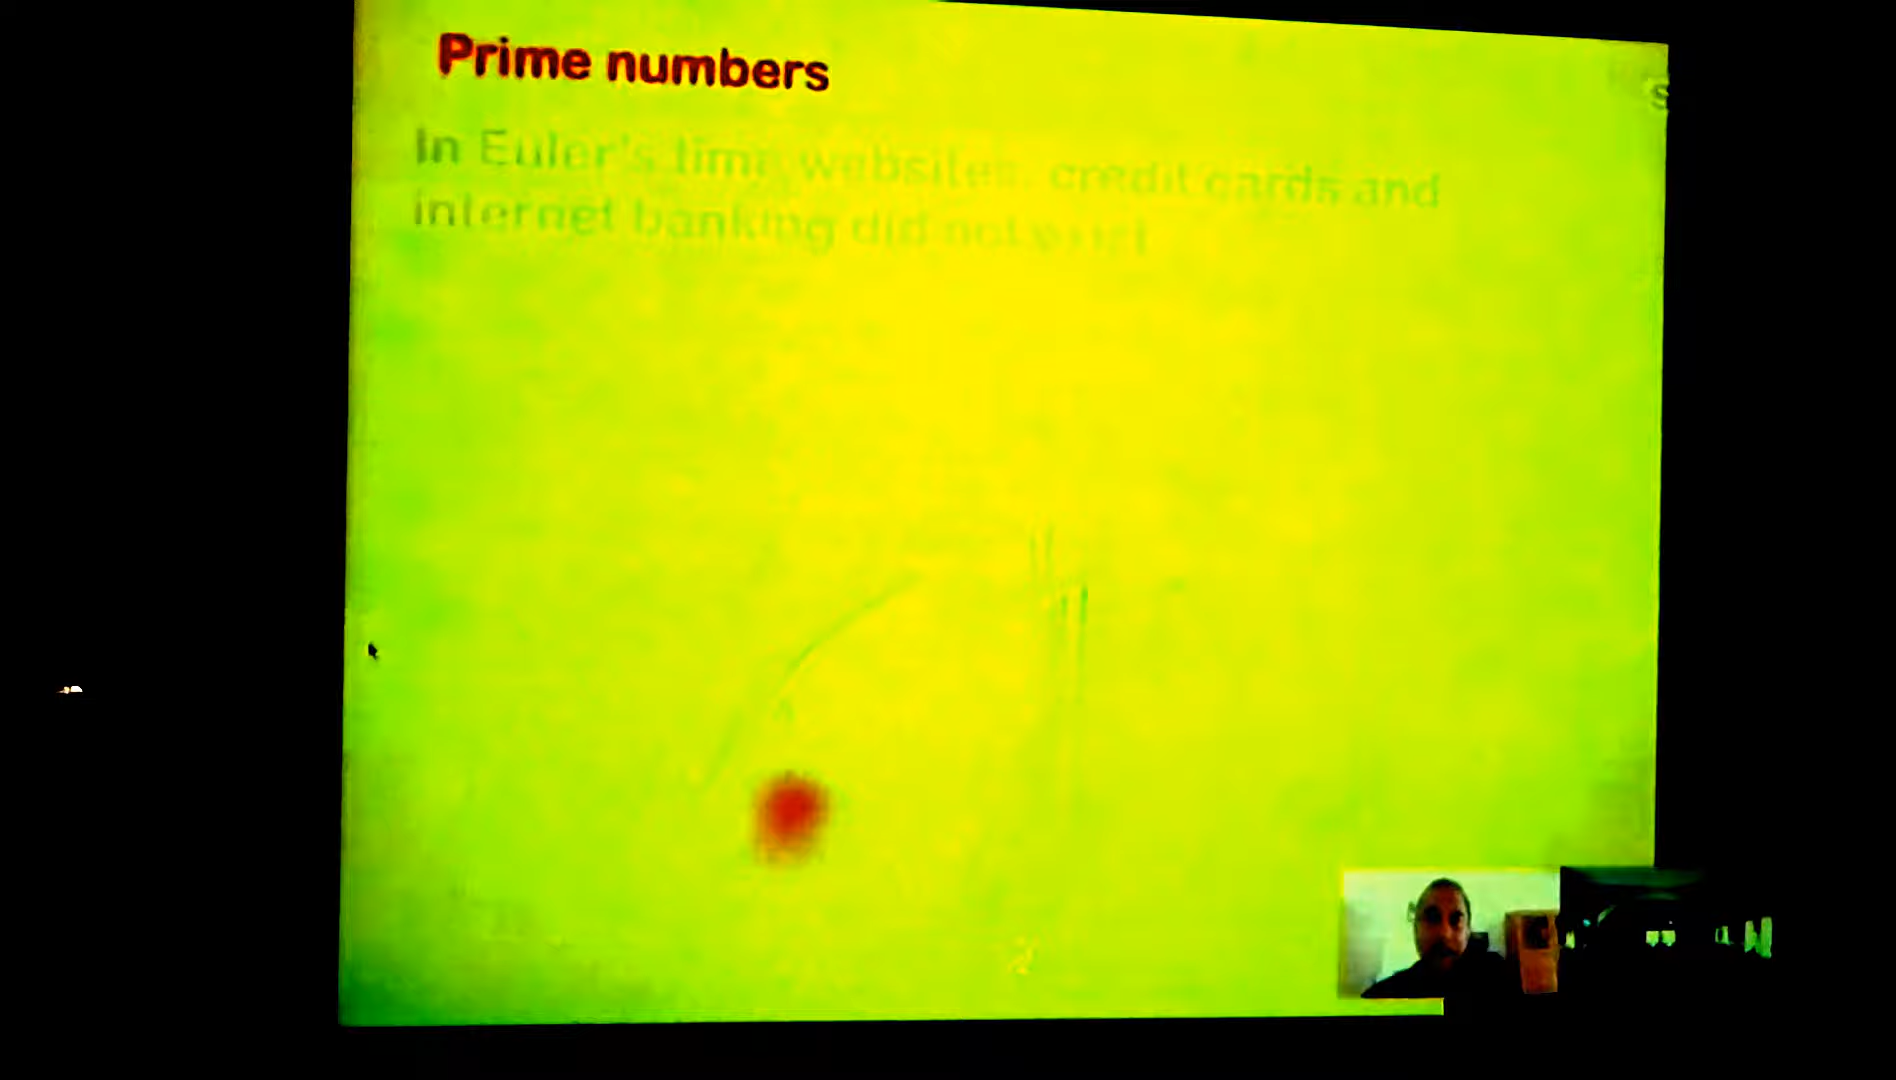 Prime numbers
In Euler's time websites, credit cards and
internet banking did not exist